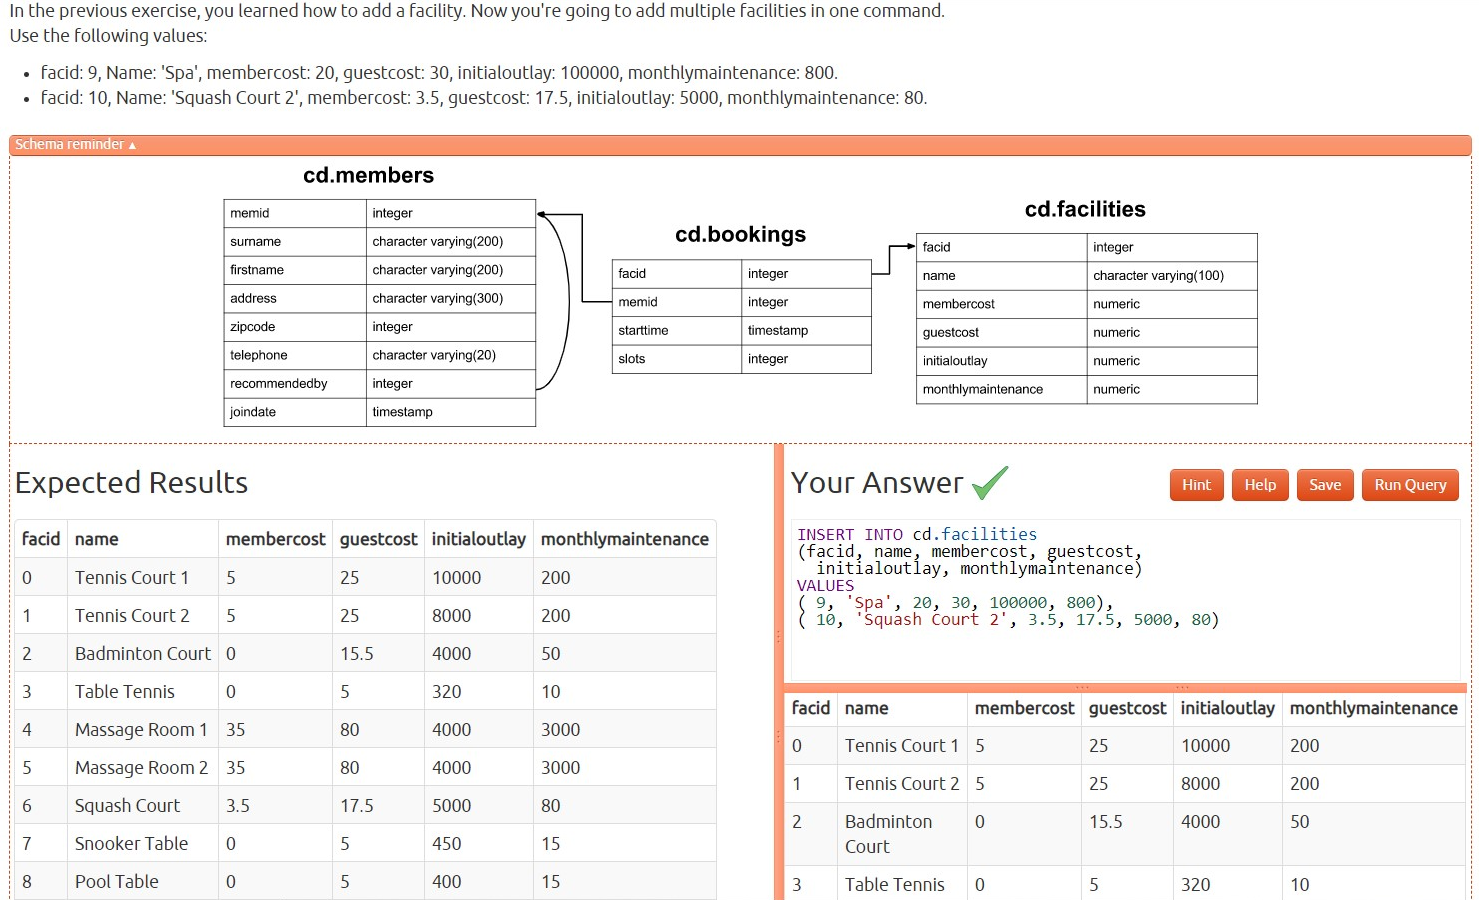 In the previous exercise, you learned how to add a facility. Now you're going to add multiple facilities in one command.
Use the following values:
• facid: 9, Name: 'Spa', membercost: 20, guestcost: 30, initialoutlay: 100000, monthlymaintenance: 800.
• facid: 10, Name: 'Squash Court 2', membercost: 3.5, guestcost: 17.5, initialoutlay: 5000, monthlymaintenance: 80.
Schema reminder ▲
cd.members
memid integer
surname character varying(200)
firstname character varying(200)
address character varying(300)
zipcode integer
telephone character varying(20)
recommendedby integer
joindate timestamp
cd.bookings
facid integer
memid integer
starttime timestamp
slots integer
cd.facilities
facid integer
name character varying(100)
membercost numeric
guestcost numeric
initialoutlay numeric
monthlymaintenance numeric
Expected Results
facid name membercost guestcost initialoutlay monthlymaintenance
0 Tennis Court 1 5 25 10000 200
1 Tennis Court 2 5 25 8000 200
2 Badminton Court 0 15.5 4000 50
3 Table Tennis 0 5 320 10
4 Massage Room 1 35 80 4000 3000
5 Massage Room 2 35 80 4000 3000
6 Squash Court 3.5 17.5 5000 80
7 Snooker Table 0 5 450 15
8 Pool Table 0 5 400 15
Your Answer
Hint Help Save Run Query
INSERT INTO cd.facilities
(facid, name, membercost, guestcost,
initialoutlay, monthlymaintenance)
VALUES
( 9, 'Spa', 20, 30, 100000, 800),
( 10, 'Squash Court 2', 3.5, 17.5, 5000, 80)
facid name membercost guestcost initialoutlay monthlymaintenance
0 Tennis Court 1 5 25 10000 200
1 Tennis Court 2 5 25 8000 200
2 Badminton 0 15.5 4000 50
Court
3 Table Tennis 0 5 320 10